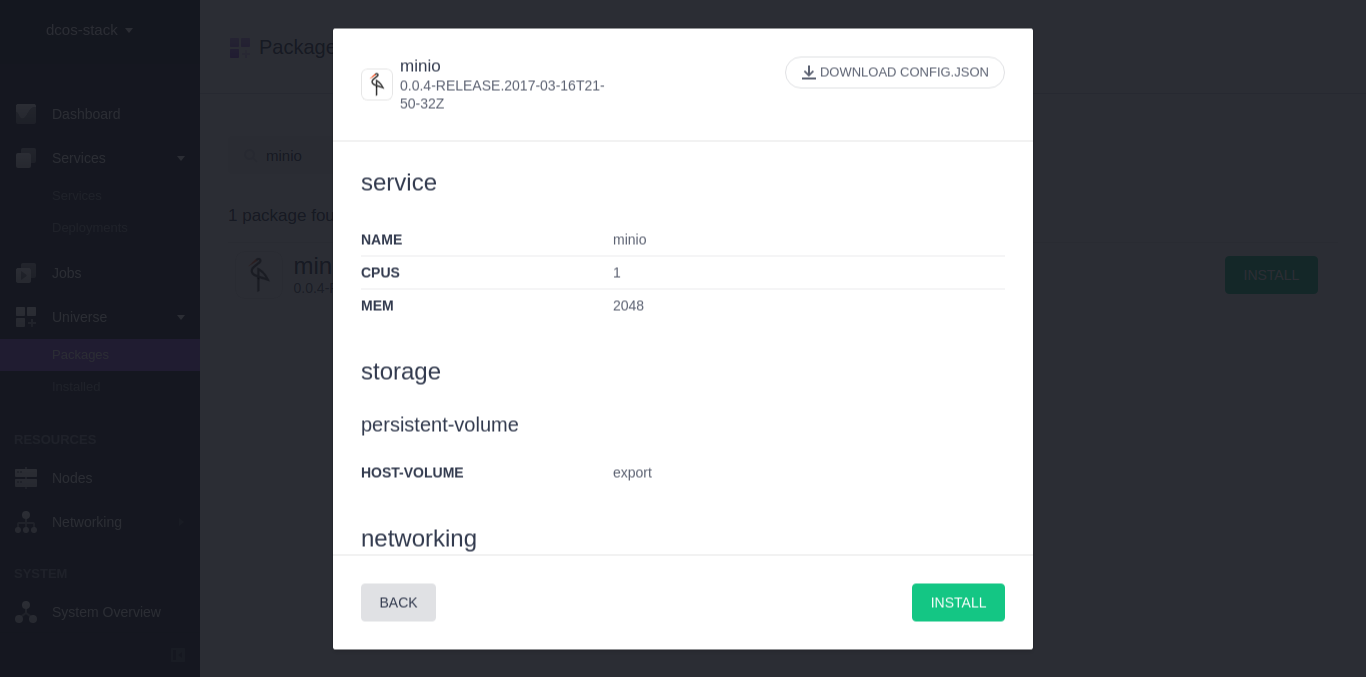 dcos-stack
Dashboard
Services
Services
Deployments
Jobs
Universe
Packages
Installed
RESOURCES
Nodes
Networking
SYSTEM
System Overview
Package
minio
1 package fou
min
0.0.4-
INSTALL
minio
0.0.4-RELEASE.2017-03-16T21-
50-32Z
DOWNLOAD CONFIG.JSON
service
NAME minio
CPUS 1
MEM 2048
storage
persistent-volume
HOST-VOLUME export
networking
BACK
INSTALL